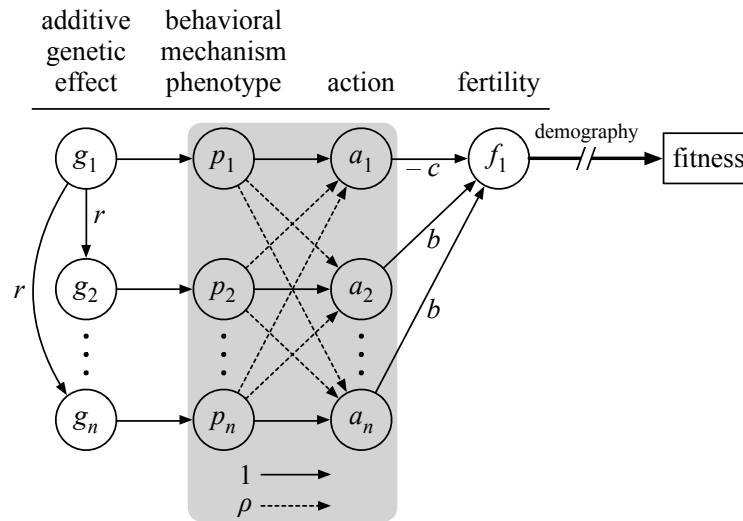 additive genetic effect
behavioral mechanism phenotype
action
fertility
g1
p1
a1
– c
f1
demography
fitness
r
r
b
b
g2
p2
a2
gn
pn
an
1
ρ